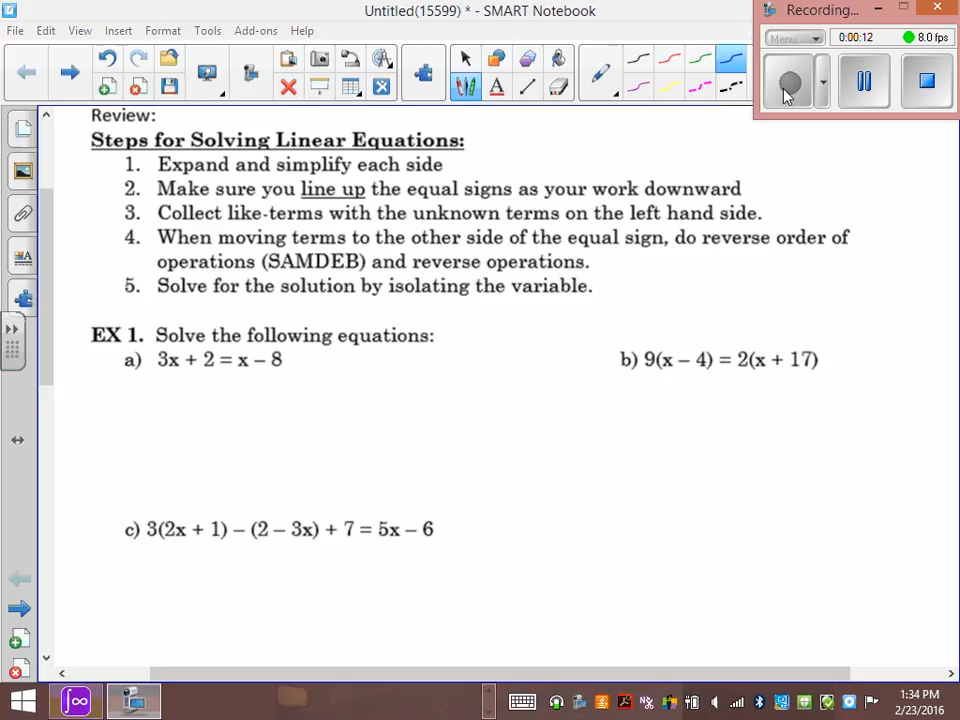 Untitled(15599) * - SMART Notebook
Recording...
File Edit View Insert Format Tools Add-ons Help
Menu
0:00:12
8.0 fps
Review:
Steps for Solving Linear Equations:
1. Expand and simplify each side
2. Make sure you line up the equal signs as your work downward
3. Collect like-terms with the unknown terms on the left hand side.
4. When moving terms to the other side of the equal sign, do reverse order of
operations (SAMDEB) and reverse operations.
5. Solve for the solution by isolating the variable.
EX 1. Solve the following equations:
a) 3x + 2 = x – 8
b) 9(x – 4) = 2(x + 17)
c) 3(2x + 1) – (2 – 3x) + 7 = 5x – 6
1:34 PM
2/23/2016